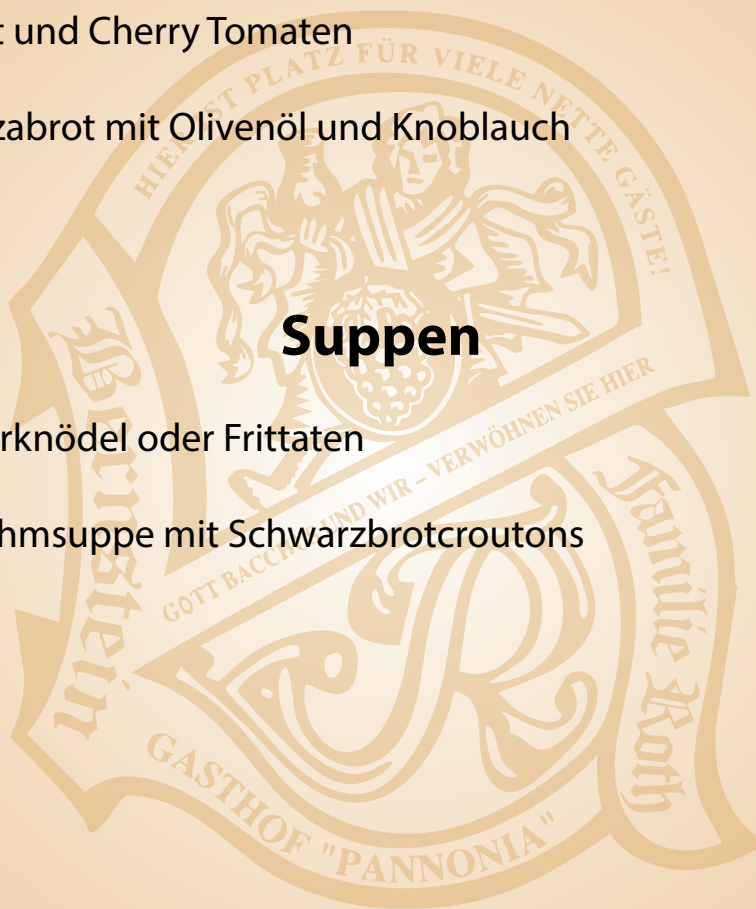 t und Cherry Tomaten
zabrot mit Olivenöl und Knoblauch
Suppen
rknödel oder Frittaten
hmsuppe mit Schwarzbrotcroutons
HIER IST PLATZ FÜR VIELE NETTE GÄSTE!
Bernstein
GOTT BACCHUS UND WIR – VERWÖHNEN SIE HIER
Familie Roth
R
GASTHOF "PANNONIA"